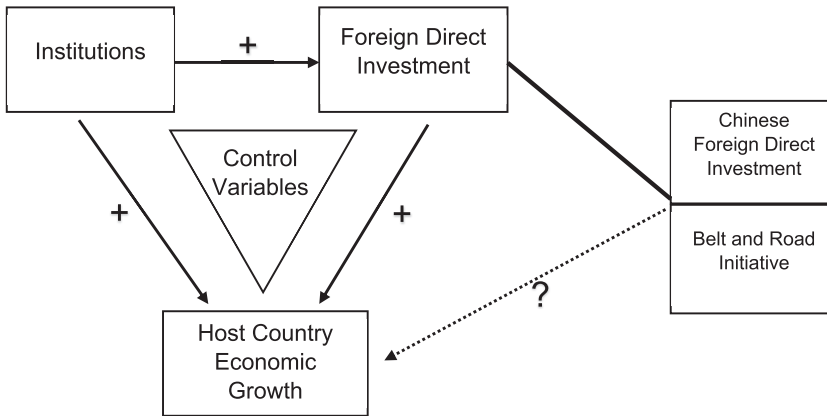 Institutions
+
Foreign Direct
Investment
Control
Variables
+
+
Chinese
Foreign Direct
Investment
Belt and Road
Initiative
?
Host Country
Economic
Growth